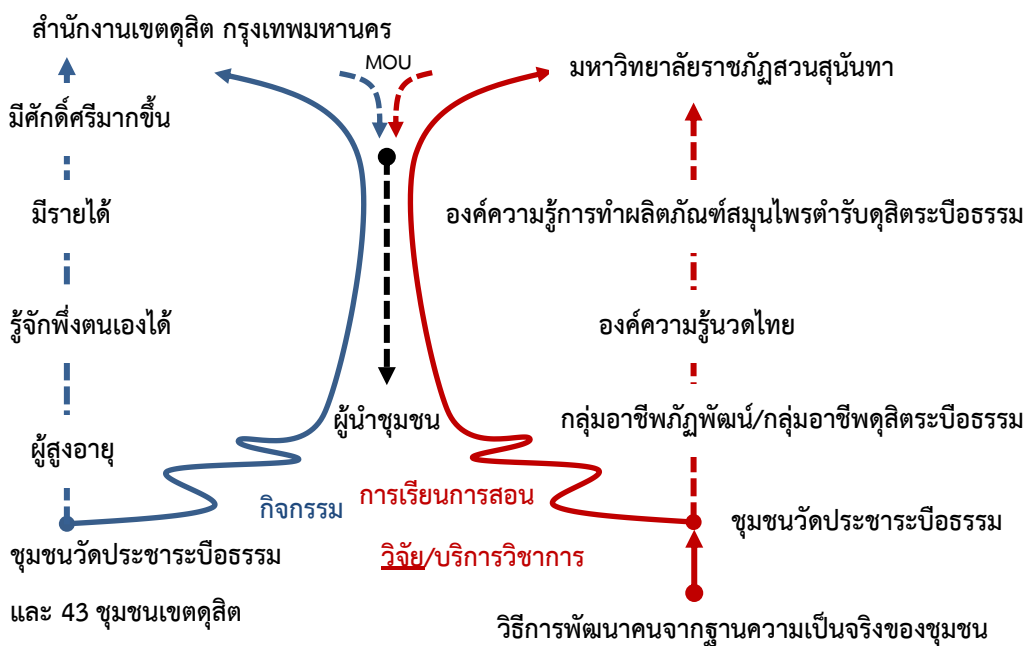 สำนักงานเขตดุสิต กรุงเทพมหานคร
MOU
มหาวิทยาลัยราชภัฏสวนสุนันทา
มีศักดิ์ศรีมากขึ้น
มีรายได้
องค์ความรู้การทำผลิตภัณฑ์สมุนไพรตำรับดุสิตระบือธรรม
รู้จักพึ่งตนเองได้
องค์ความรู้นวดไทย
ผู้นำชุมชน
กลุ่มอาชีพภัฏพัฒน์/กลุ่มอาชีพดุสิตระบือธรรม
ผู้สูงอายุ
กิจกรรม
การเรียนการสอน
ชุมชนวัดประชาระบือธรรม
ชุมชนวัดประชาระบือธรรม
และ 43 ชุมชนเขตดุสิต
วิจัย/บริการวิชาการ
วิธีการพัฒนาคนจากฐานความเป็นจริงของชุมชน